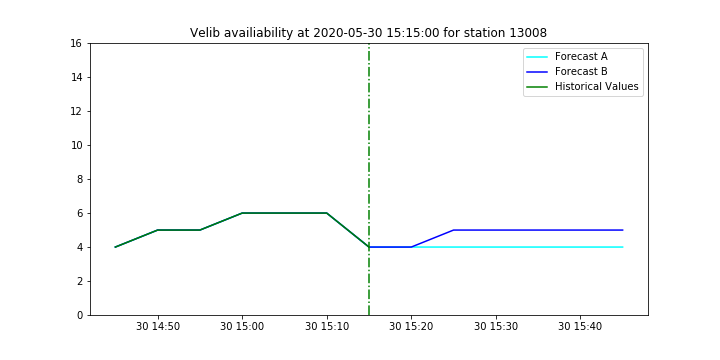 Velib availiability at 2020-05-30 15:15:00 for station 13008
16
14
12
10
8
6
4
2
0
Forecast A
Forecast B
Historical Values
30 14:50 30 15:00 30 15:10 30 15:20 30 15:30 30 15:40